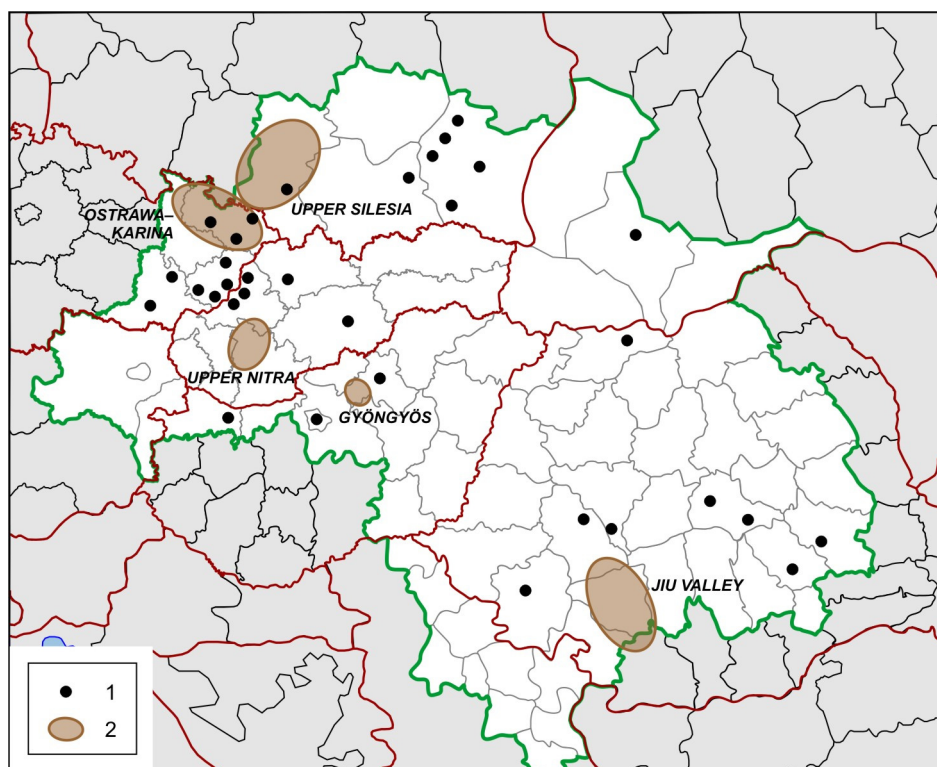 UPPER SILESIA
OSTRAWA–
KARINA
UPPER NITRA
GYÖNGYÖS
JIU VALLEY
1
2